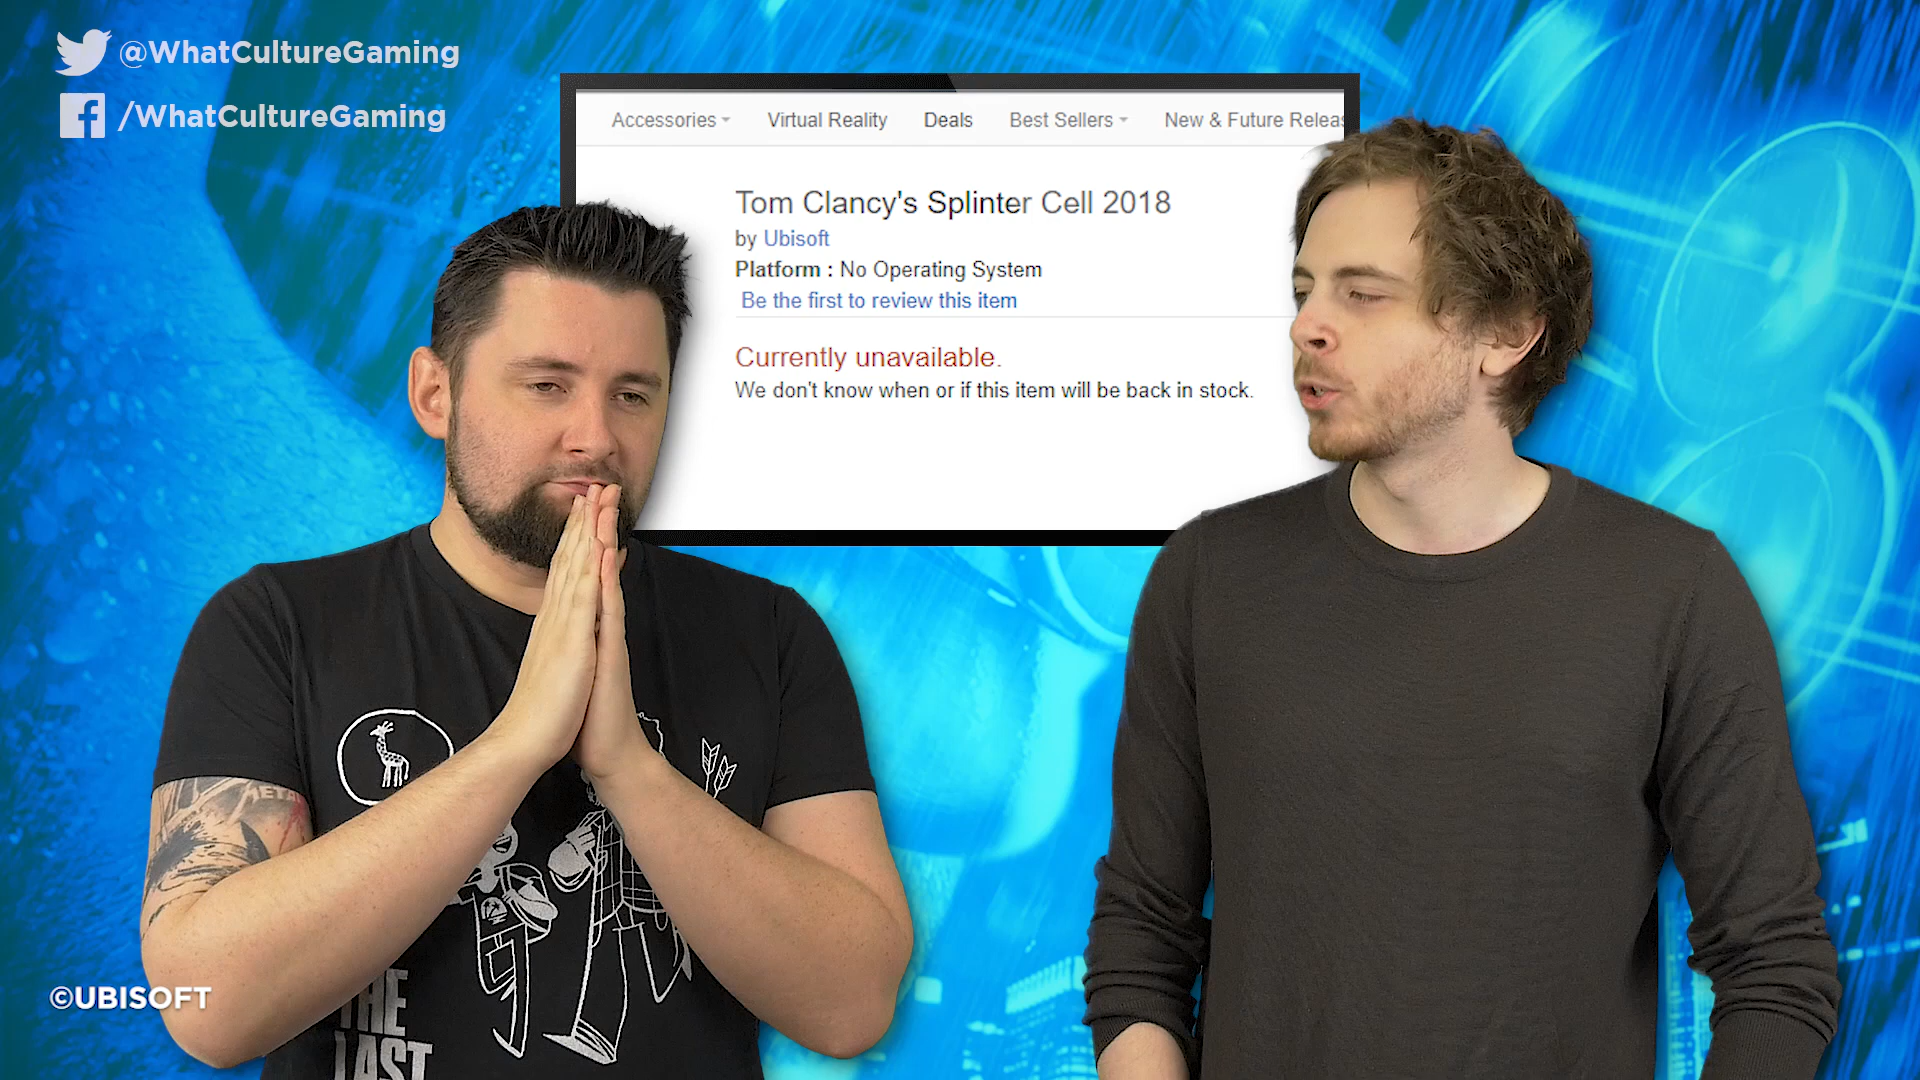 @WhatCultureGaming
/WhatCultureGaming
Accessories Virtual Reality Deals Best Sellers New & Future Releas
Tom Clancy's Splinter Cell 2018
by Ubisoft
Platform : No Operating System
Be the first to review this item
Currently unavailable.
We don't know when or if this item will be back in stock.
META
©UBISOFT
THE
LAST